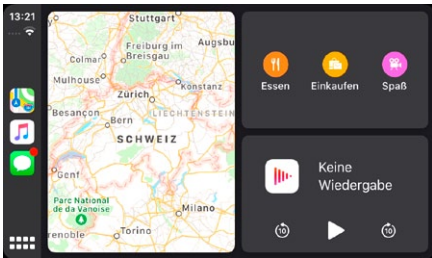 13:21
Stuttgart
Augsbu
Freiburg im
Breisgau
Colmar
Mulhouse
Konstanz
Zürich
Besançon
LIECHTENSTEIN
Bern
SCHWEIZ
Genf
Parc National
de da Vanoise
Milano
renoble
Torino
Essen
Einkaufen
Spaß
Keine
Wiedergabe
10
10